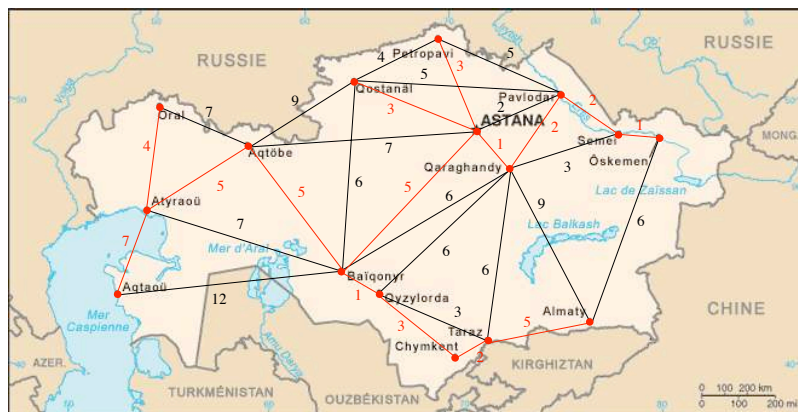 RUSSIE
RUSSIE
Irtysh
Ob'
Petropavl
4
3
5
Qostanaï
5
Pavlodar
9
3
2
2
ASTANA
Oral
7
Aqtöbe
7
1
2
Semeï
1
Öskemen
MONG.
4
5
Qaraghandy
3
Lac de Zaïssan
5
6
5
9
6
Atyraoü
7
6
7
Mer d'Aral
6
6
Lac Balkash
Baïqonyr
Aqtaoü
12
1
Qyzylorda
3
3
Taraz
5
Almaty
CHINE
Mer
Caspienne
Chymkent
Amu Darya
AZER.
TURKMÉNISTAN
OUZBÉKISTAN
KIRGHIZTAN
0 100 200 km
0 100 200 mi